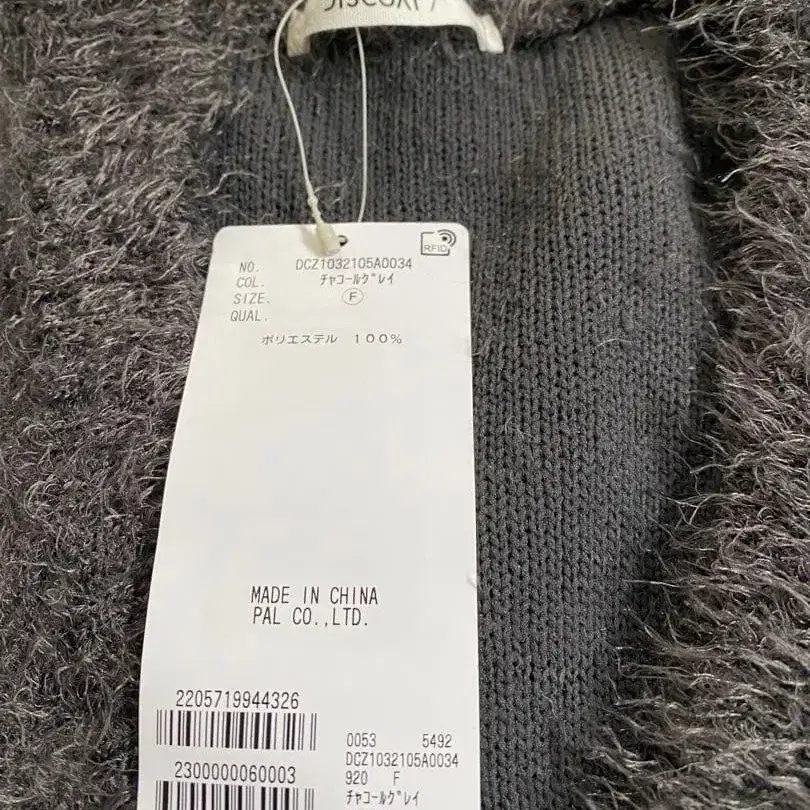 RFID
NO. DCZ1032105A0034
COL. チャコールグレイ
SIZE. F
QUAL.
ポリエステル 100%
MADE IN CHINA
PAL CO.,LTD.
2205719944326
0053 5492
DCZ1032105A0034
2300000060003
920 F
チャコールグレイ